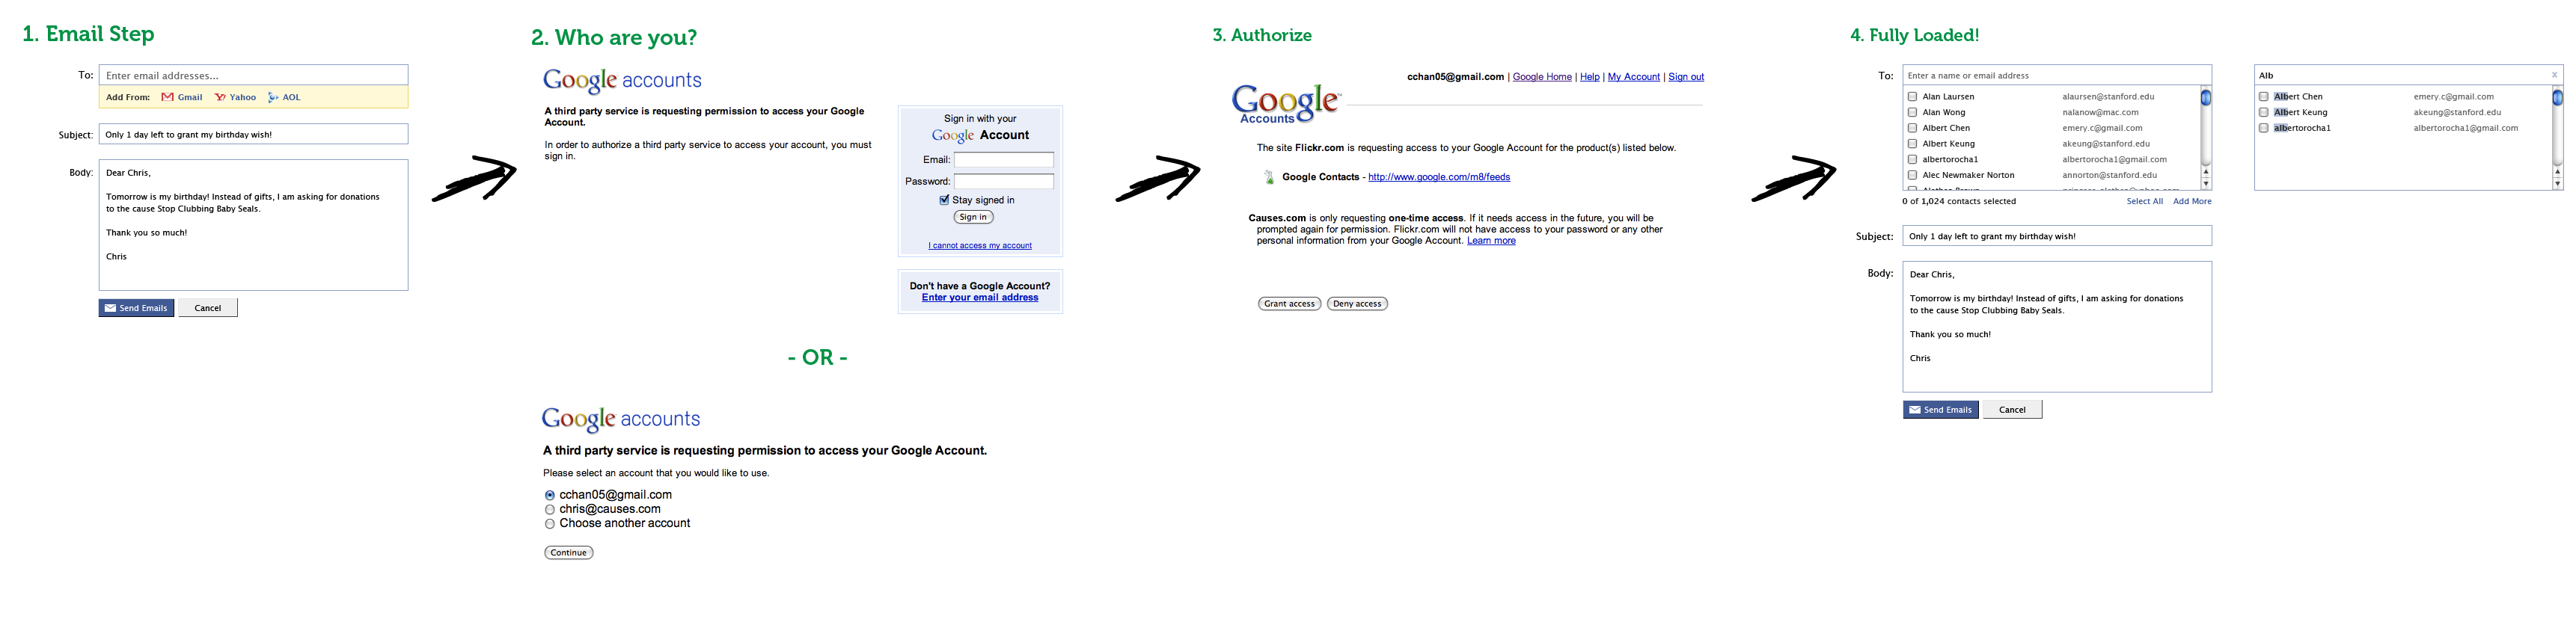 1. Email Step
To: Enter email addresses...
Add From: Gmail Yahoo AOL
Subject: Only 1 day left to grant my birthday wish!
Body: Dear Chris,
Tomorrow is my birthday! Instead of gifts, I am asking for donations
to the cause Stop Clubbing Baby Seals.
Thank you so much!
Chris
Send Emails Cancel
2. Who are you?
Google accounts
A third party service is requesting permission to access your Google
Account.
In order to authorize a third party service to access your account, you must
sign in.
Sign in with your
Google Account
Email:
Password:
Stay signed in
Sign in
I cannot access my account
Don't have a Google Account?
Enter your email address
- OR -
Google accounts
A third party service is requesting permission to access your Google Account.
Please select an account that you would like to use.
cchan05@gmail.com
chris@causes.com
Choose another account
Continue
3. Authorize
cchan05@gmail.com | Google Home | Help | My Account | Sign out
Google™
Accounts
The site Flickr.com is requesting access to your Google Account for the product(s) listed below.
Google Contacts - http://www.google.com/m8/feeds
Causes.com is only requesting one-time access. If it needs access in the future, you will be
prompted again for permission. Flickr.com will not have access to your password or any other
personal information from your Google Account. Learn more
Grant access Deny access
4. Fully Loaded!
To: Enter a name or email address
Alan Laursen alaursen@stanford.edu
Alan Wong nalanow@mac.com
Albert Chen emery.c@gmail.com
Albert Keung akeung@stanford.edu
albertorocha1 albertorocha1@gmail.com
Alec Newmaker Norton annorton@stanford.edu
0 of 1,024 contacts selected Select All Add More
Subject: Only 1 day left to grant my birthday wish!
Body: Dear Chris,
Tomorrow is my birthday! Instead of gifts, I am asking for donations
to the cause Stop Clubbing Baby Seals.
Thank you so much!
Chris
Send Emails Cancel
Alb x
Albert Chen emery.c@gmail.com
Albert Keung akeung@stanford.edu
albertorocha1 albertorocha1@gmail.com